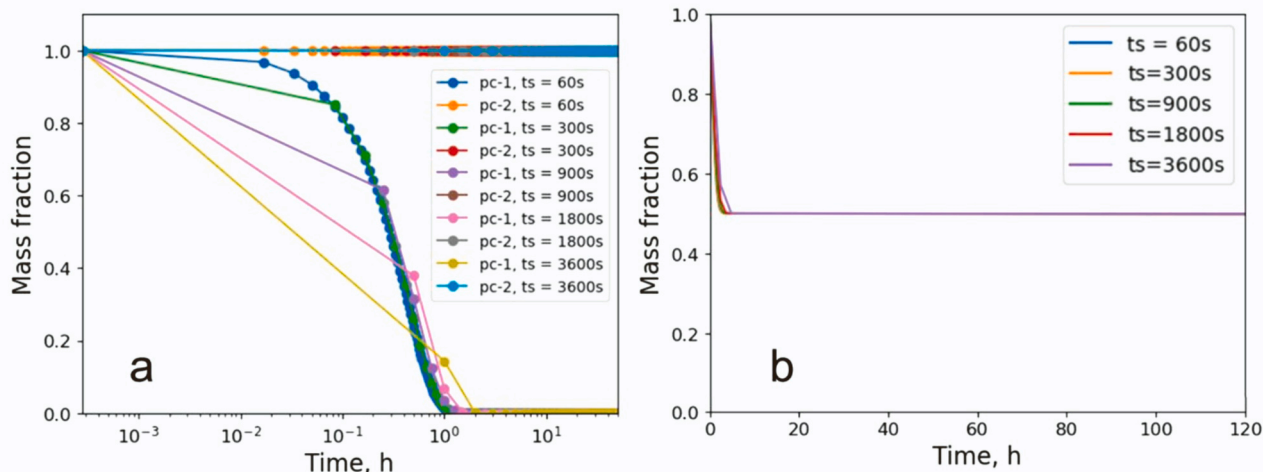 1.0
0.8
0.6
0.4
0.2
0.0
Mass fraction
pc-1, ts = 60s
pc-2, ts = 60s
pc-1, ts = 300s
pc-2, ts = 300s
pc-1, ts = 900s
pc-2, ts = 900s
pc-1, ts = 1800s
pc-2, ts = 1800s
pc-1, ts = 3600s
pc-2, ts = 3600s
a
10⁻³ 10⁻² 10⁻¹ 10⁰ 10¹
Time, h
1.0
0.8
0.6
0.4
0.2
0.0
Mass fraction
ts = 60s
ts=300s
ts=900s
ts=1800s
ts=3600s
b
0 20 40 60 80 100 120
Time, h